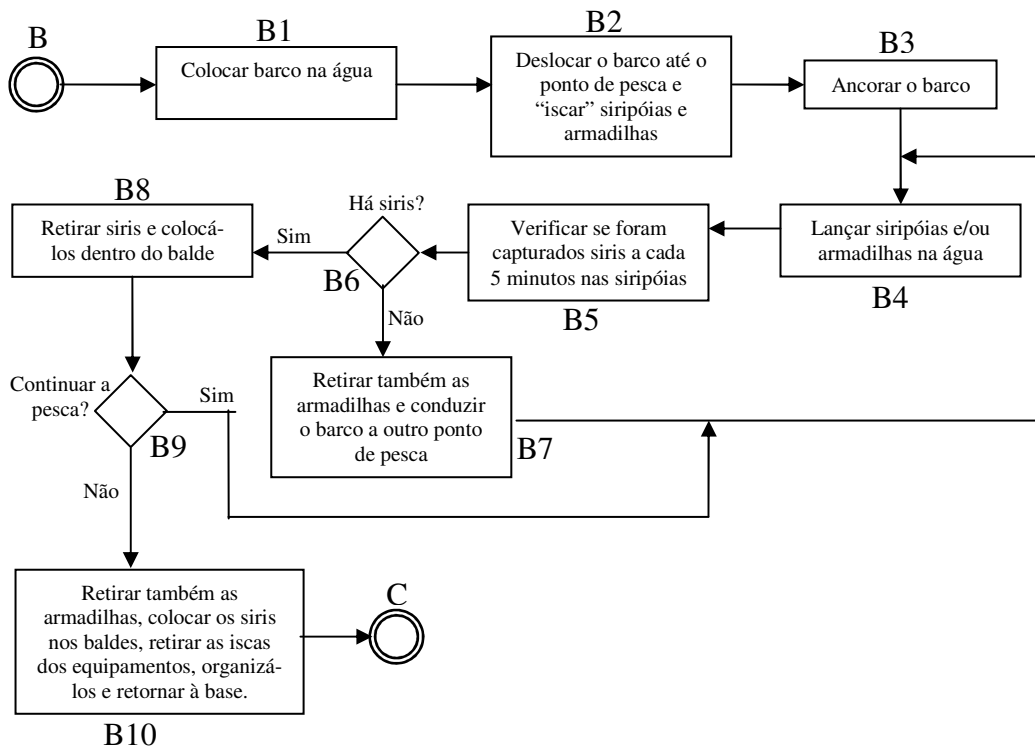 B
B1
Colocar barco na água
B2
Deslocar o barco até o
ponto de pesca e
“iscar” siripóias e
armadilhas
B3
Ancorar o barco
B8
Retirar siris e colocá-
los dentro do balde
Sim
Há siris?
B6
Não
Verificar se foram
capturados siris a cada
5 minutos nas siripóias
B5
Lançar siripóias e/ou
armadilhas na água
B4
Continuar a
pesca?
Sim
B9
Não
Retirar também as
armadilhas e conduzir
o barco a outro ponto
de pesca
B7
Retirar também as
armadilhas, colocar os siris
nos baldes, retirar as iscas
dos equipamentos, organizá-
los e retornar à base.
B10
C